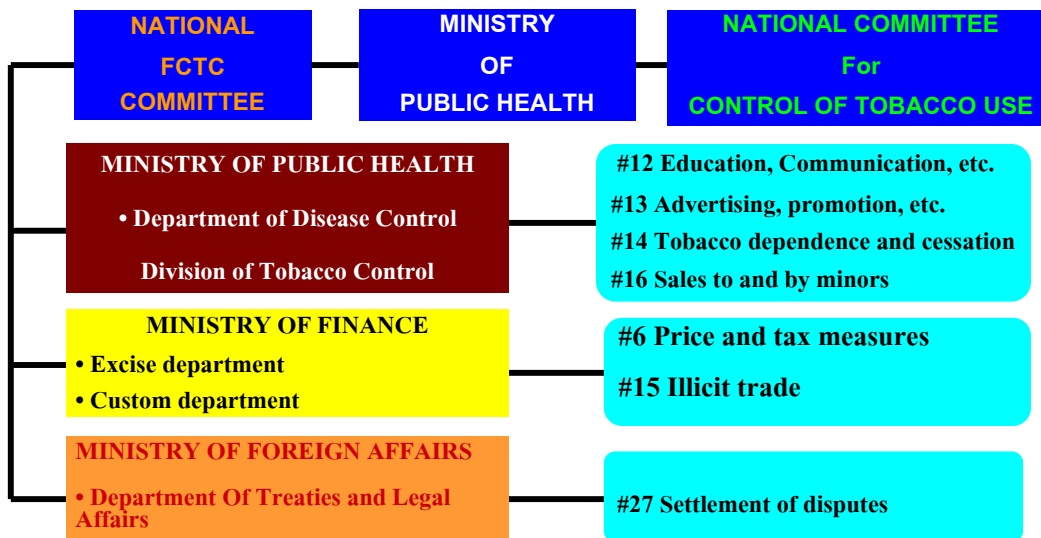 NATIONAL
FCTC
COMMITTEE
MINISTRY
OF
PUBLIC HEALTH
NATIONAL COMMITTEE
For
CONTROL OF TOBACCO USE
MINISTRY OF PUBLIC HEALTH
• Department of Disease Control
Division of Tobacco Control
#12 Education, Communication, etc.
#13 Advertising, promotion, etc.
#14 Tobacco dependence and cessation
#16 Sales to and by minors
MINISTRY OF FINANCE
• Excise department
• Custom department
#6 Price and tax measures
#15 Illicit trade
MINISTRY OF FOREIGN AFFAIRS
• Department Of Treaties and Legal
Affairs
#27 Settlement of disputes